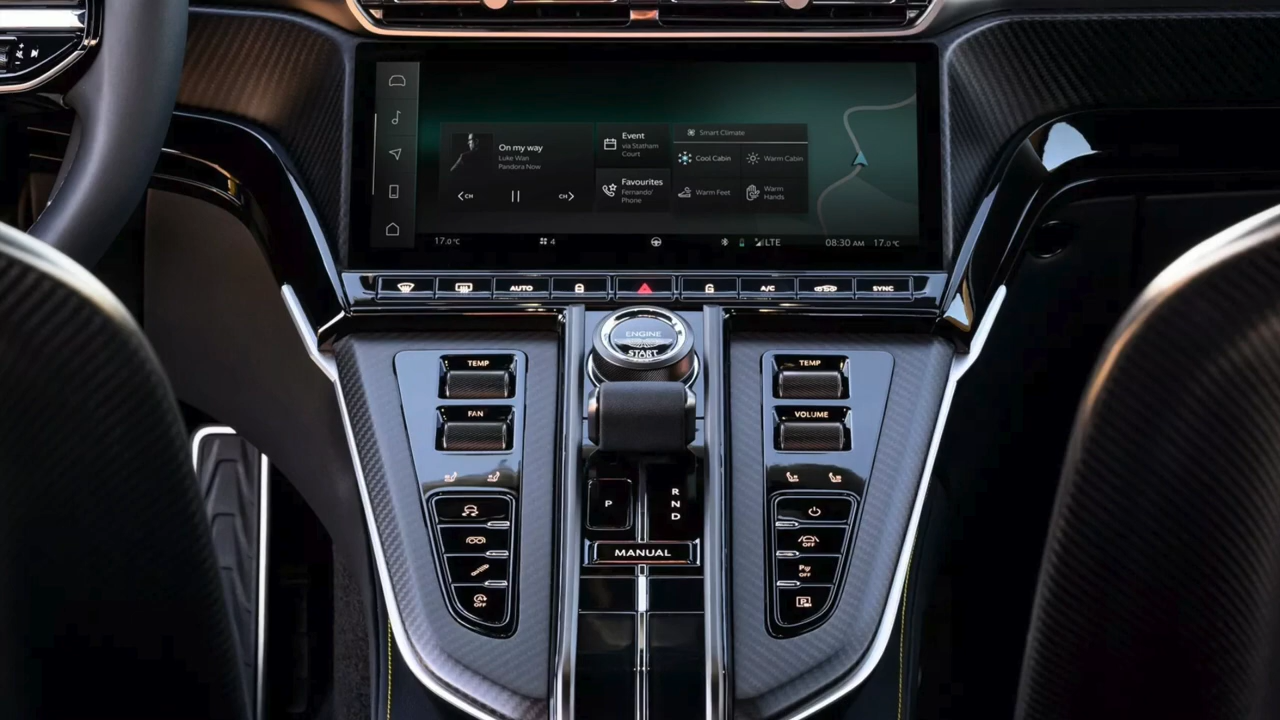 On my way
Luke Wan
Pandora Now
<CH
CH>
Event
via Statham
Court
Favourites
Fernando'
Phone
Smart Climate
Cool Cabin
Warm Cabin
Warm Feet
Warm
Hands
17.0°C
4
LTE
08:30 AM
17.0°C
AUTO
A/C
SYNC
ENGINE
START
TEMP
FAN
TEMP
VOLUME
P
R
N
D
MANUAL
OFF
OFF
P
OFF
P